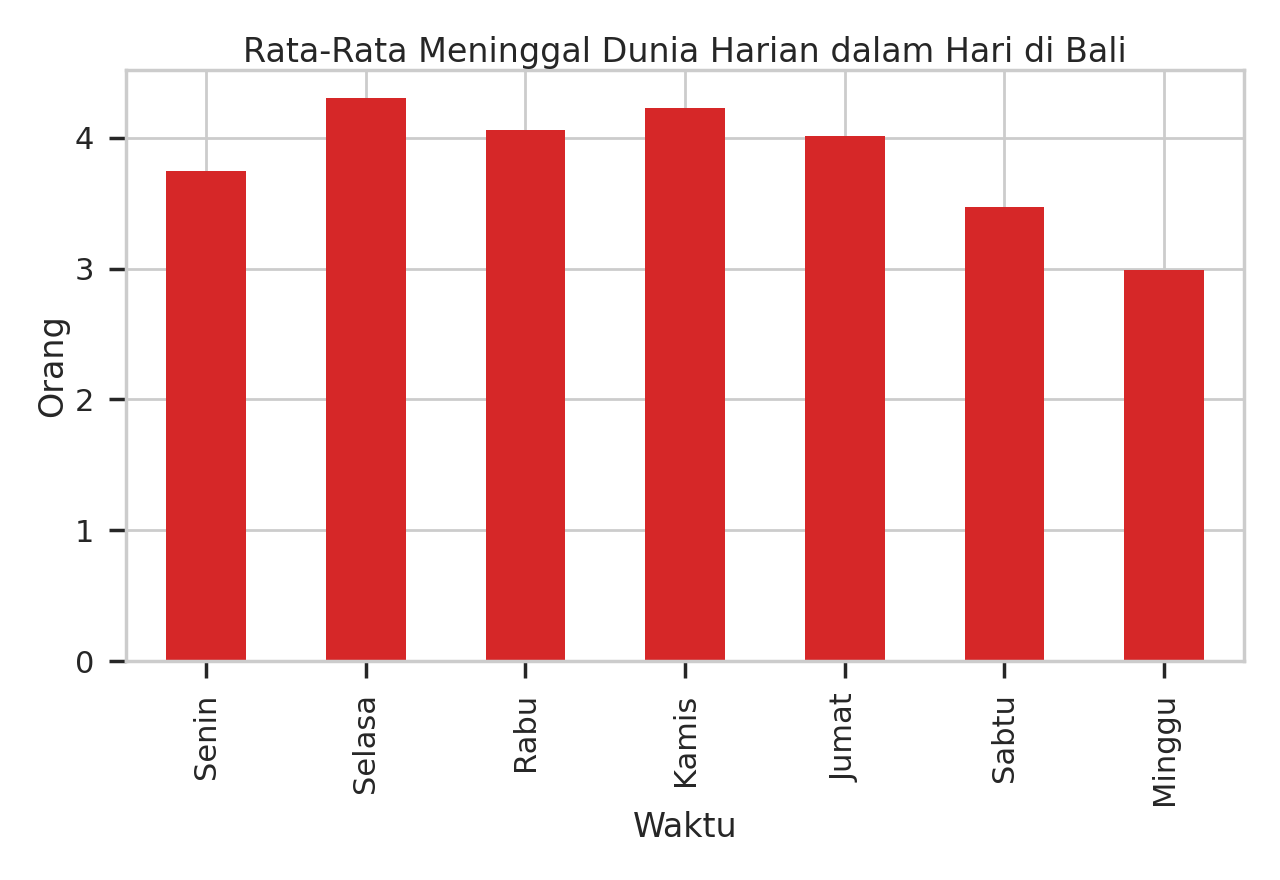 Rata-Rata Meninggal Dunia Harian dalam Hari di Bali
Orang
4
3
2
1
0
Senin
Selasa
Rabu
Kamis
Jumat
Sabtu
Minggu
Waktu